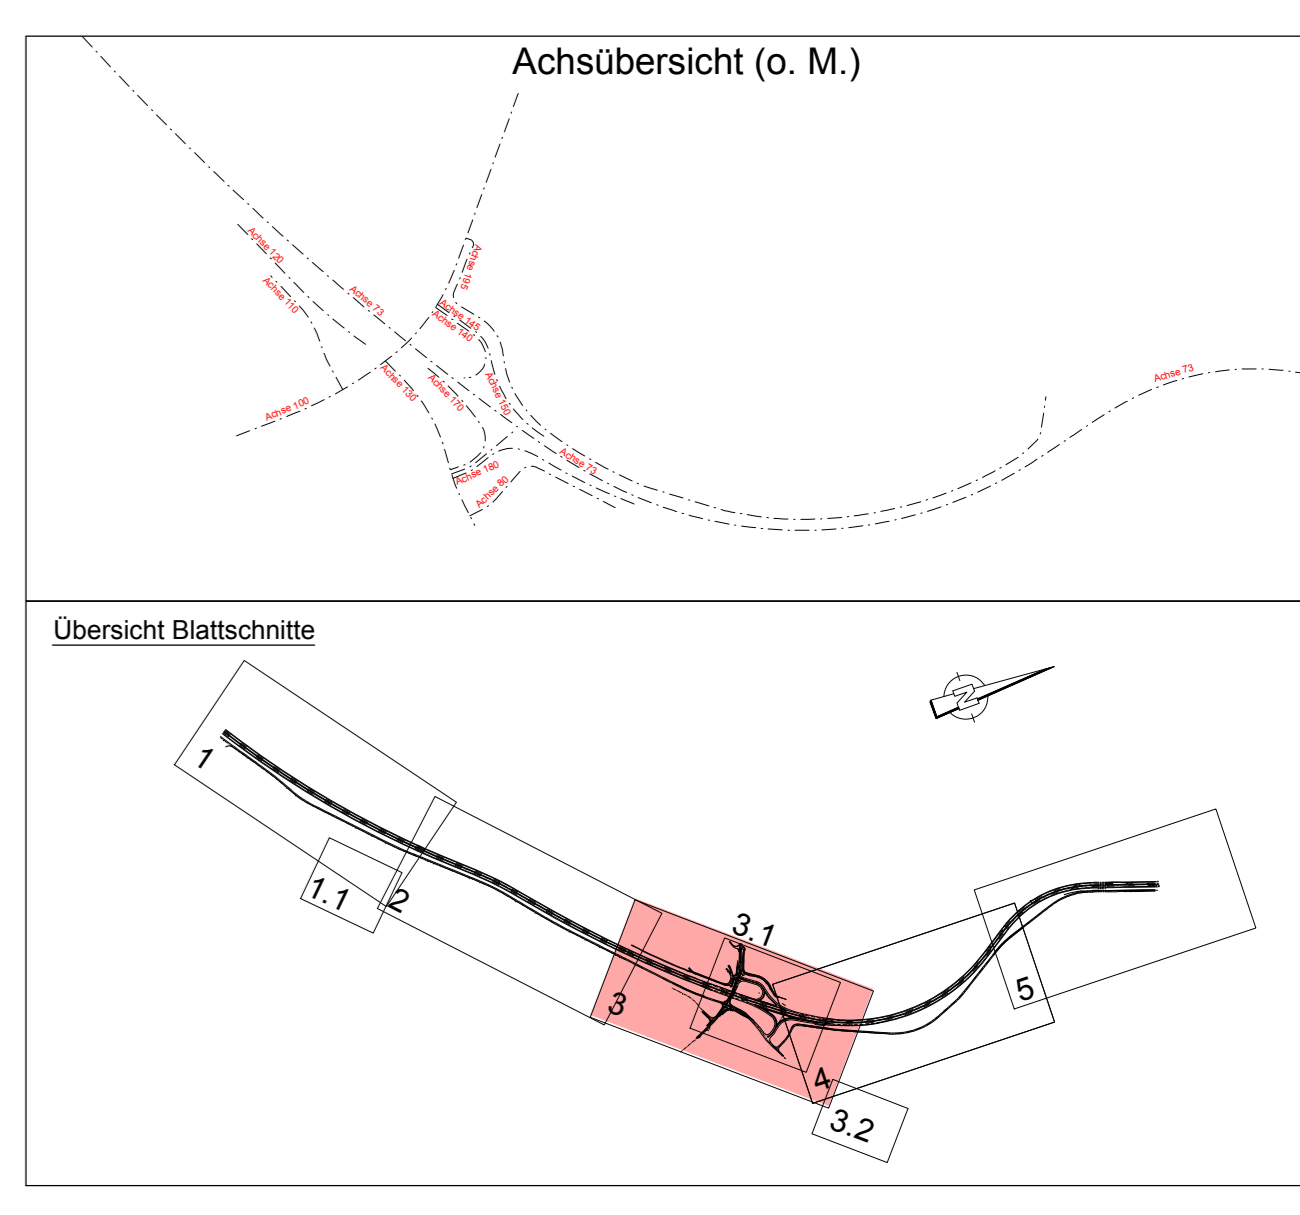 Achsübersicht (o. M.)
Achse 120
Achse 195
Achse 110
Achse 73
Achse 145
Achse 140
Achse 130
Achse 170
Achse 150
Achse 73
Achse 100
Achse 73
Achse 180
Achse 80
Übersicht Blattschnitte
N
1
1.1
2
3.1
3
5
4
3.2